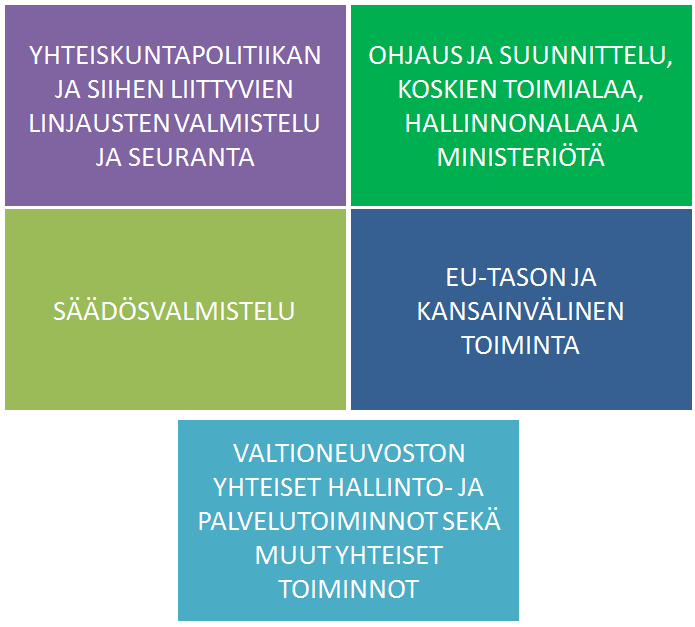 YHTEISKUNTAPOLITIIKAN
JA SIIHEN LIITTYVIEN
LINJAUSTEN VALMISTELU
JA SEURANTA
OHJAUS JA SUUNNITTELU,
KOSKIEN TOIMIALAA,
HALLINNONALAA JA
MINISTERIÖTÄ
SÄÄDÖSVALMISTELU
EU-TASON JA
KANSAINVÄLINEN
TOIMINTA
VALTIONEUVOSTON
YHTEISET HALLINTO- JA
PALVELUTOIMINNOT SEKÄ
MUUT YHTEISET
TOIMINNOT